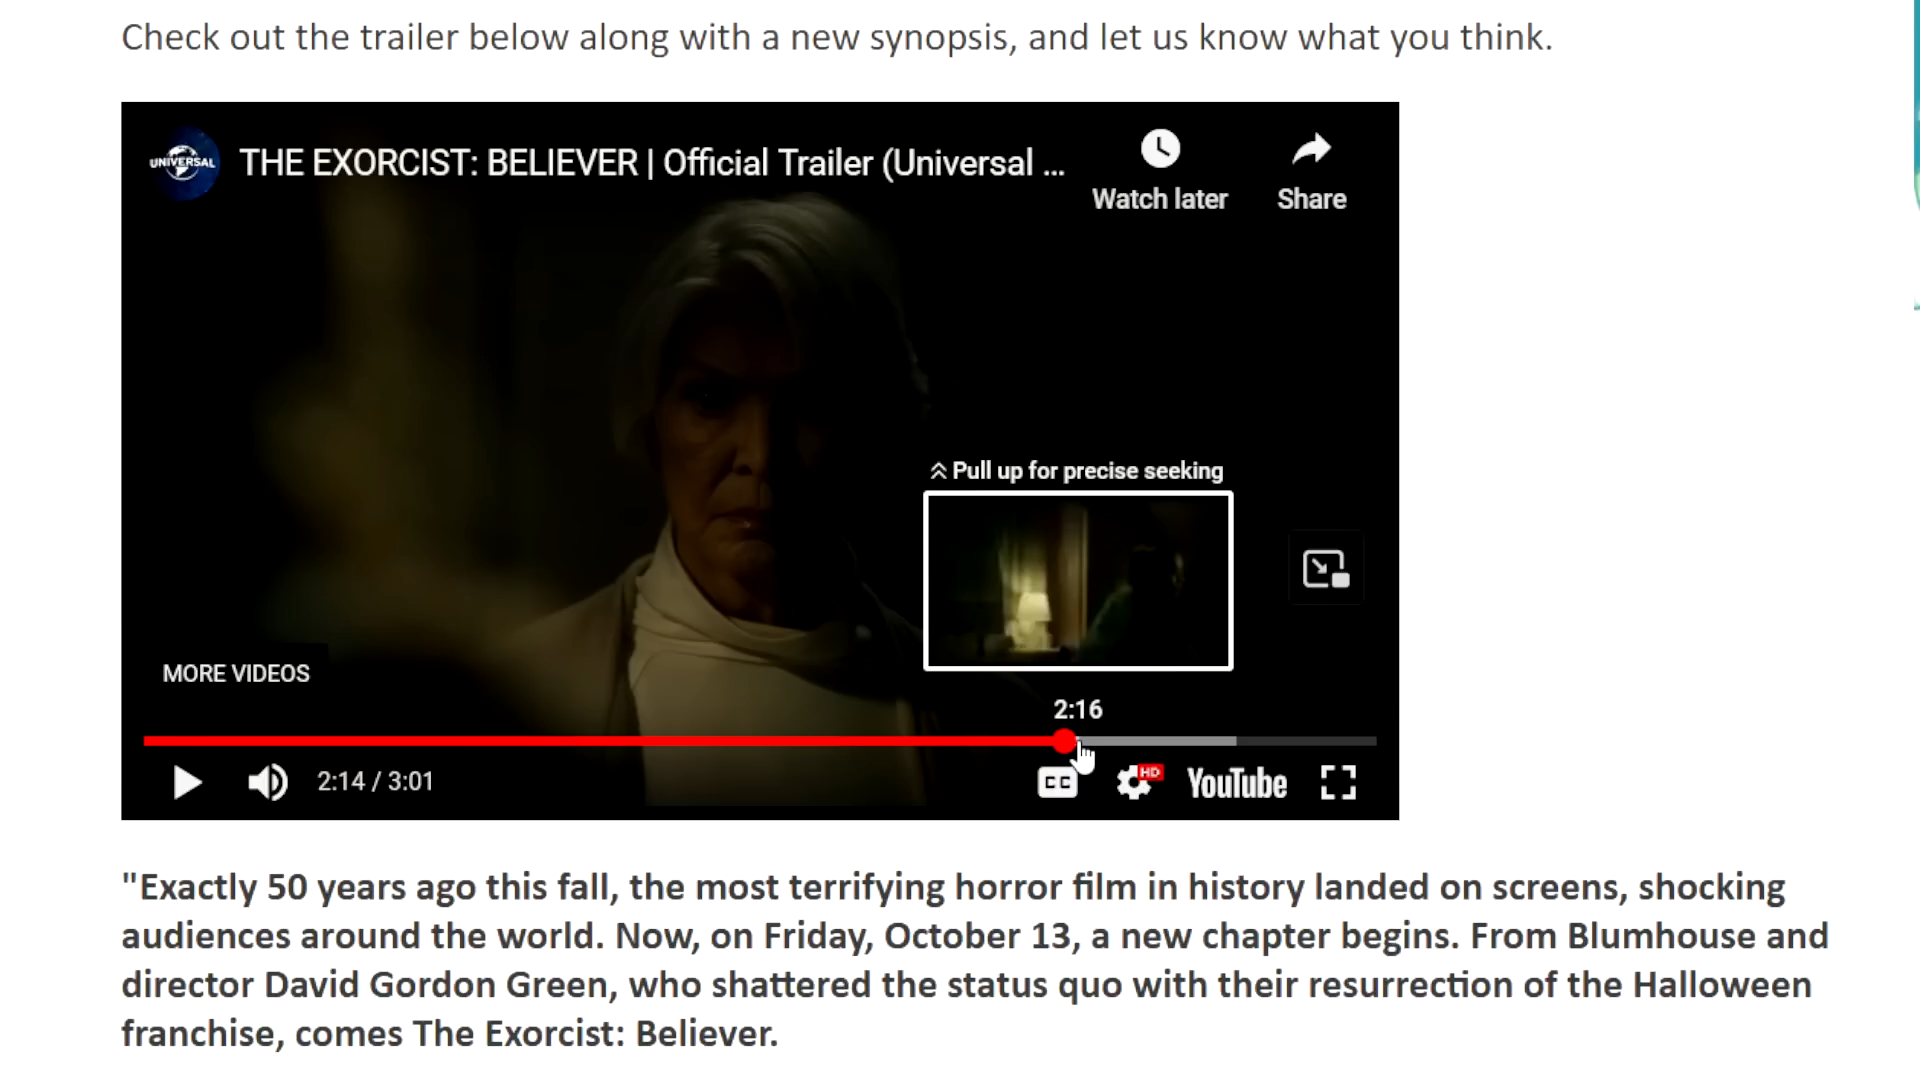 Check out the trailer below along with a new synopsis, and let us know what you think.
UNIVERSAL
THE EXORCIST: BELIEVER | Official Trailer (Universal ...
Watch later
Share
Pull up for precise seeking
MORE VIDEOS
2:16
2:14 / 3:01
CC
HD
YouTube
"Exactly 50 years ago this fall, the most terrifying horror film in history landed on screens, shocking
audiences around the world. Now, on Friday, October 13, a new chapter begins. From Blumhouse and
director David Gordon Green, who shattered the status quo with their resurrection of the Halloween
franchise, comes The Exorcist: Believer.